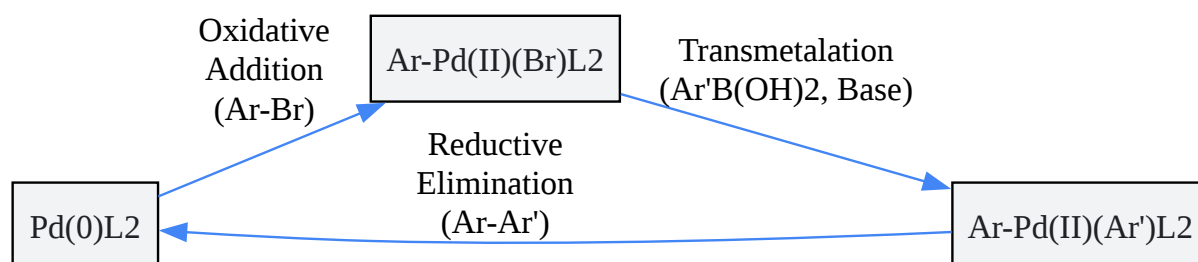 Oxidative
Addition
(Ar-Br)
Ar-Pd(II)(Br)L2
Transmetalation
(Ar'B(OH)2, Base)
Reductive
Elimination
(Ar-Ar')
Pd(0)L2
Ar-Pd(II)(Ar')L2